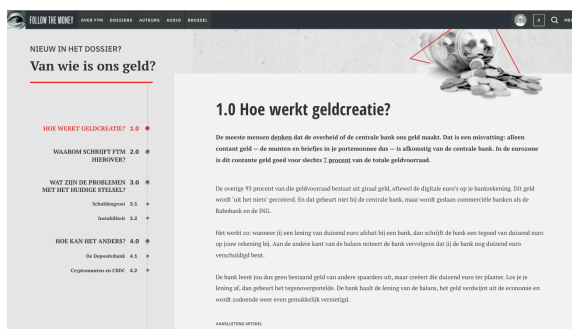 FOLLOW THE MONEY OVER FTM DOSSIERS AUTEURS AUDIO BRUSSEL
NIEUW IN HET DOSSIER?
Van wie is ons geld?
HOE WERKT GELDCREATIE? 1.0
WAAROM SCHRIJFT FTM 2.0
HIEROVER?
WAT ZIJN DE PROBLEMEN 3.0
MET HET HUIDIGE STELSEL?
Schuldengroei 3.1
Instabiliteit 3.2
HOE KAN HET ANDERS? 4.0
De Depositobank 4.1
Cryptomunten en CBDC 4.2
1.0 Hoe werkt geldcreatie?
De meeste mensen denken dat de overheid of de centrale bank ons geld maakt. Dat is een misvatting: alleen
contant geld – de munten en briefjes in je portemonnee dus – is afkomstig van de centrale bank. In de eurozone
is dit contante geld goed voor slechts 7 procent van de totale geldvoorraad.
De overige 93 procent van die geldvoorraad bestaat uit giraal geld, oftewel de digitale euro's op je bankrekening. Dit geld
wordt 'uit het niets' gecreëerd. En dat gebeurt niet bij de centrale bank, maar wordt gedaan commerciële banken als de
Rabobank en de ING.
Het werkt zo: wanneer jij een lening van duizend euro afsluit bij een bank, dan schrijft de bank een tegoed van duizend euro
op jouw rekening bij. Aan de andere kant van de balans noteert de bank vervolgens dat jij de bank nog duizend euro
verschuldigd bent.
De bank leent jou dus geen bestaand geld van andere spaarders uit, maar creëert die duizend euro ter plaatse. Los je je
lening af, dan gebeurt het tegenovergestelde. De bank haalt de lening van de balans, het geld verdwijnt uit de economie en
wordt zodoende weer even gemakkelijk vernietigd.
AANSLUITEND ARTIKEL